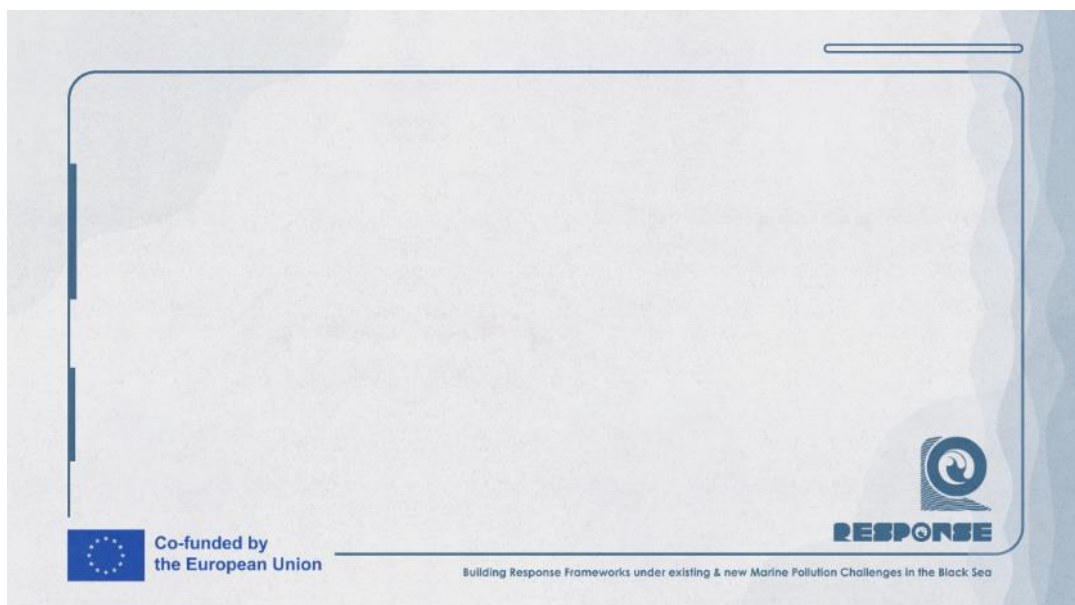 RESPONSE
Co-funded by
the European Union
Building Response Frameworks under existing & new Marine Pollution Challenges in the Black Sea